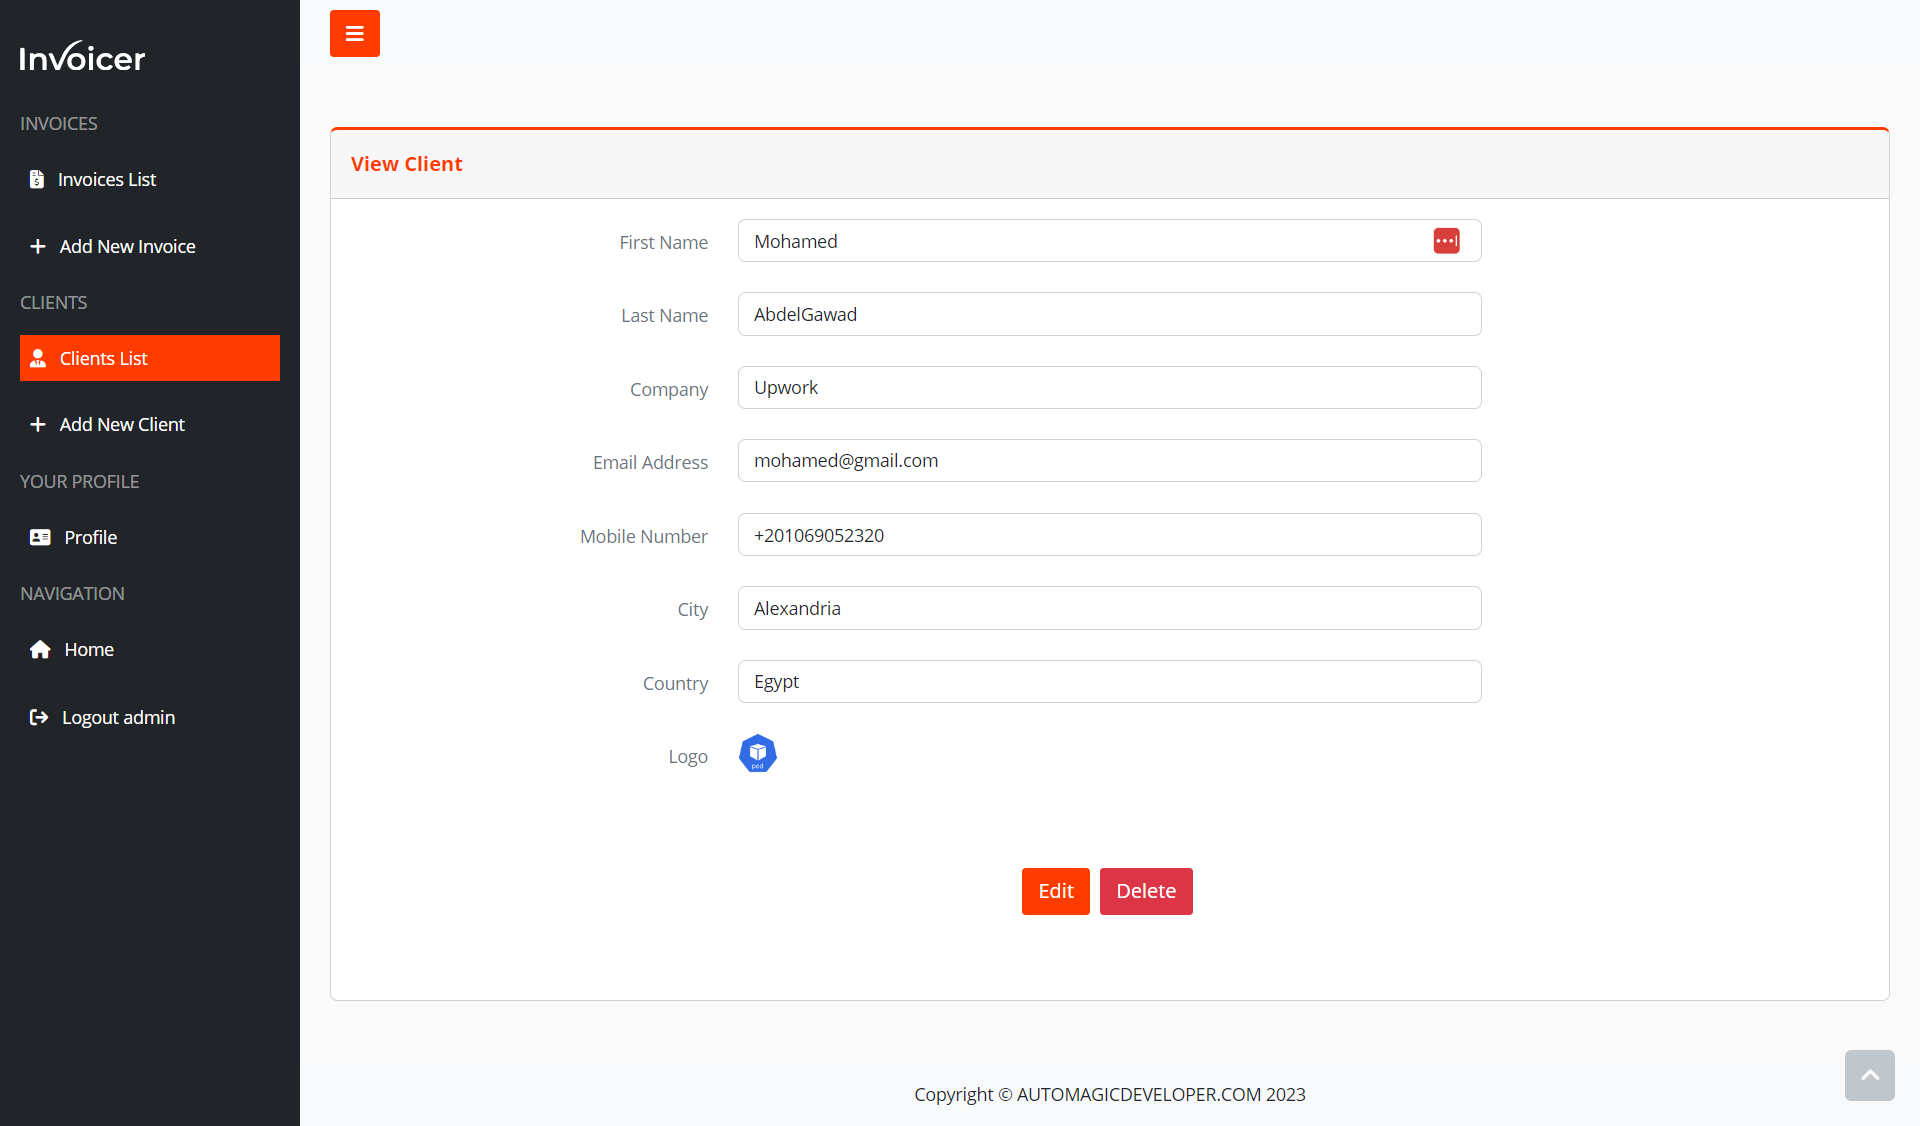 Invoicer
INVOICES
Invoices List
Add New Invoice
CLIENTS
Clients List
Add New Client
YOUR PROFILE
Profile
NAVIGATION
Home
Logout admin
View Client
First Name
Mohamed
Last Name
AbdelGawad
Company
Upwork
Email Address
mohamed@gmail.com
Mobile Number
+201069052320
City
Alexandria
Country
Egypt
Logo
pod
Edit Delete
Copyright © AUTOMAGICDEVELOPER.COM 2023